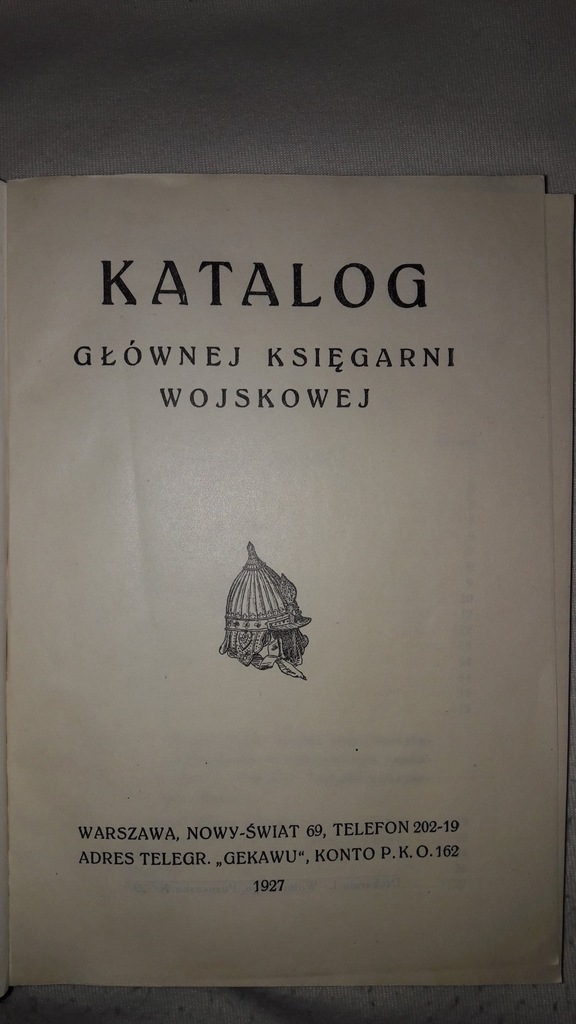 KATALOG
GŁÓWNEJ KSIĘGARNI
WOJSKOWEJ
WARSZAWA, NOWY-ŚWIAT 69, TELEFON 202-19
ADRES TELEGR. „GEKAWU“, KONTO P. K. O. 162
1927